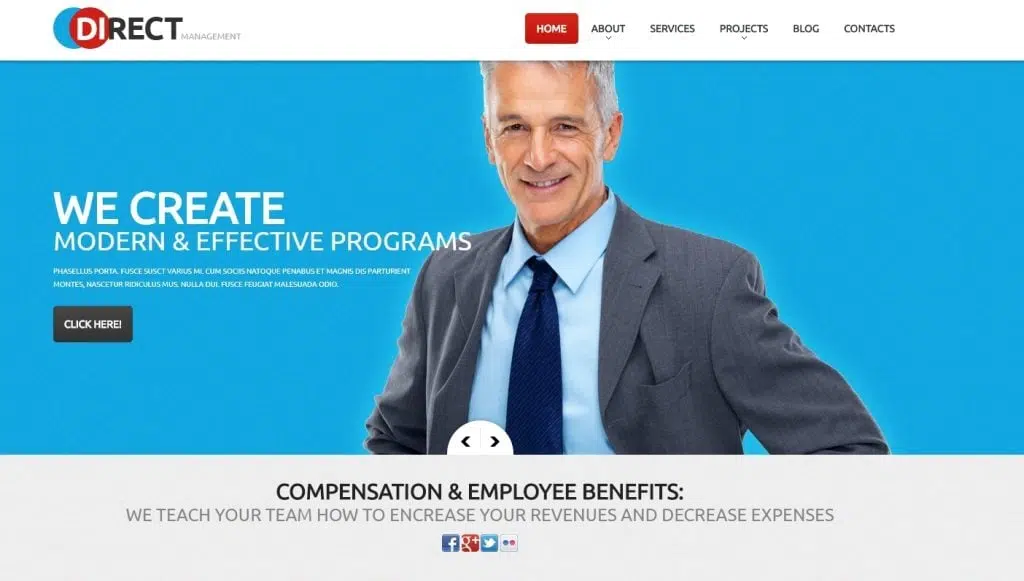 DIRECT MANAGEMENT
HOME ABOUT SERVICES PROJECTS BLOG CONTACTS
WE CREATE
MODERN & EFFECTIVE PROGRAMS
PHASELLUS PORTA. FUSCE SUSCT VARIUS MI. CUM SOCIIS NATOQUE PENABUS ET MAGNIS DIS PARTURIENT
MONTES, NASCETUR RIDICULUS MUS. NULLA DUI. FUSCE FEUGIAT MALESUADA ODIO.
CLICK HERE!
COMPENSATION & EMPLOYEE BENEFITS:
WE TEACH YOUR TEAM HOW TO ENCREASE YOUR REVENUES AND DECREASE EXPENSES